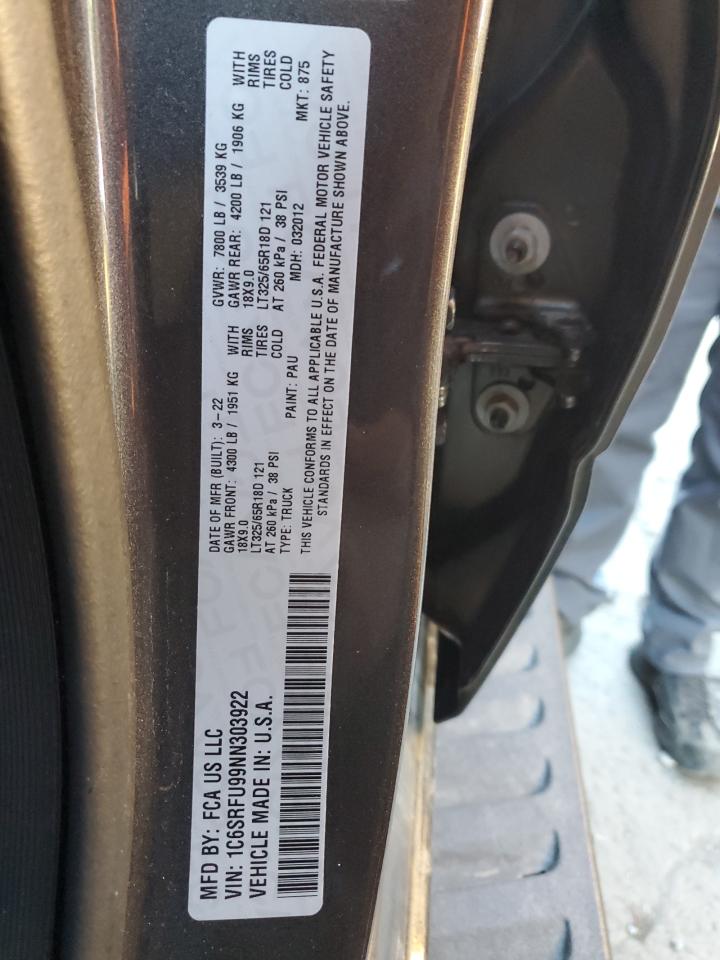 MFD BY: FCA US LLC
VIN: 1C6SRFU99NN303922
VEHICLE MADE IN: U.S.A.
DATE OF MFR (BUILT): 3-22 GVWR: 7800 LB / 3539 KG
GAWR FRONT: 4300 LB / 1951 KG WITH GAWR REAR: 4200 LB / 1906 KG WITH
18X9.0 RIMS 18X9.0 RIMS
LT325/65R18D 121 TIRES LT325/65R18D 121 TIRES
AT 260 kPa / 38 PSI COLD AT 260 kPa / 38 PSI COLD
TYPE: TRUCK PAINT: PAU MDH: 032012 MKT: 875
THIS VEHICLE CONFORMS TO ALL APPLICABLE U.S.A. FEDERAL MOTOR VEHICLE SAFETY
STANDARDS IN EFFECT ON THE DATE OF MANUFACTURE SHOWN ABOVE.